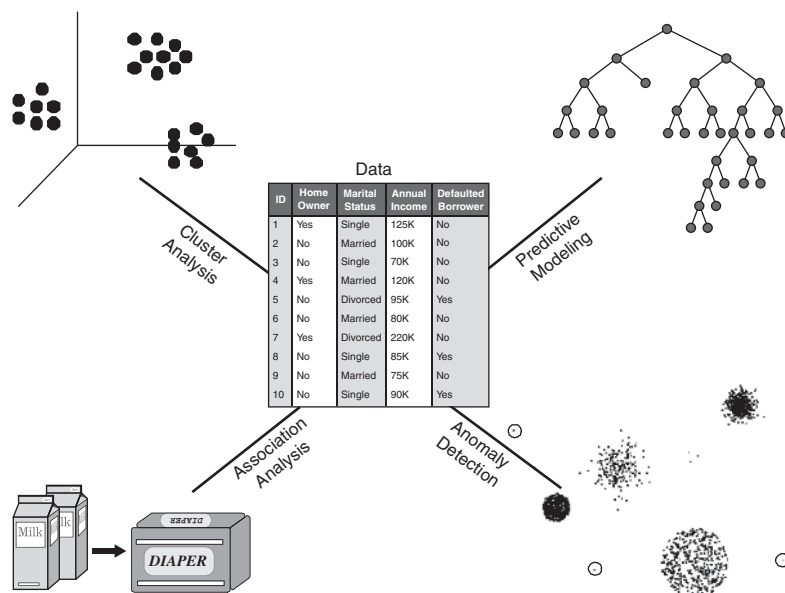 Data
ID Home Owner Marital Status Annual Income Defaulted Borrower
1 Yes Single 125K No
2 No Married 100K No
3 No Single 70K No
4 Yes Married 120K No
5 No Divorced 95K Yes
6 No Married 80K No
7 Yes Divorced 220K No
8 No Single 85K Yes
9 No Married 75K No
10 No Single 90K Yes
Cluster
Analysis
Predictive
Modeling
Association
Analysis
Anomaly
Detection
Milk
DIAPER
DIAPER